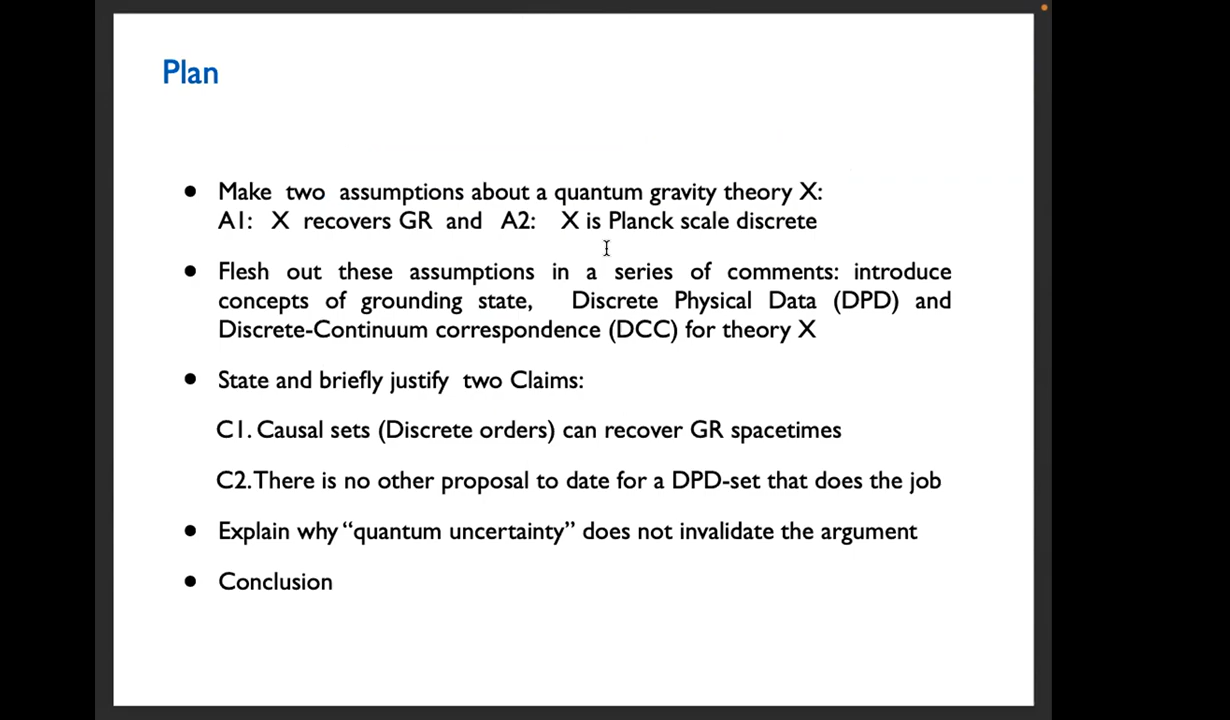 Plan
● Make two assumptions about a quantum gravity theory X:
A1: X recovers GR and A2: X is Planck scale discrete
● Flesh out these assumptions in a series of comments: introduce
concepts of grounding state, Discrete Physical Data (DPD) and
Discrete-Continuum correspondence (DCC) for theory X
● State and briefly justify two Claims:
C1. Causal sets (Discrete orders) can recover GR spacetimes
C2. There is no other proposal to date for a DPD-set that does the job
● Explain why “quantum uncertainty” does not invalidate the argument
● Conclusion